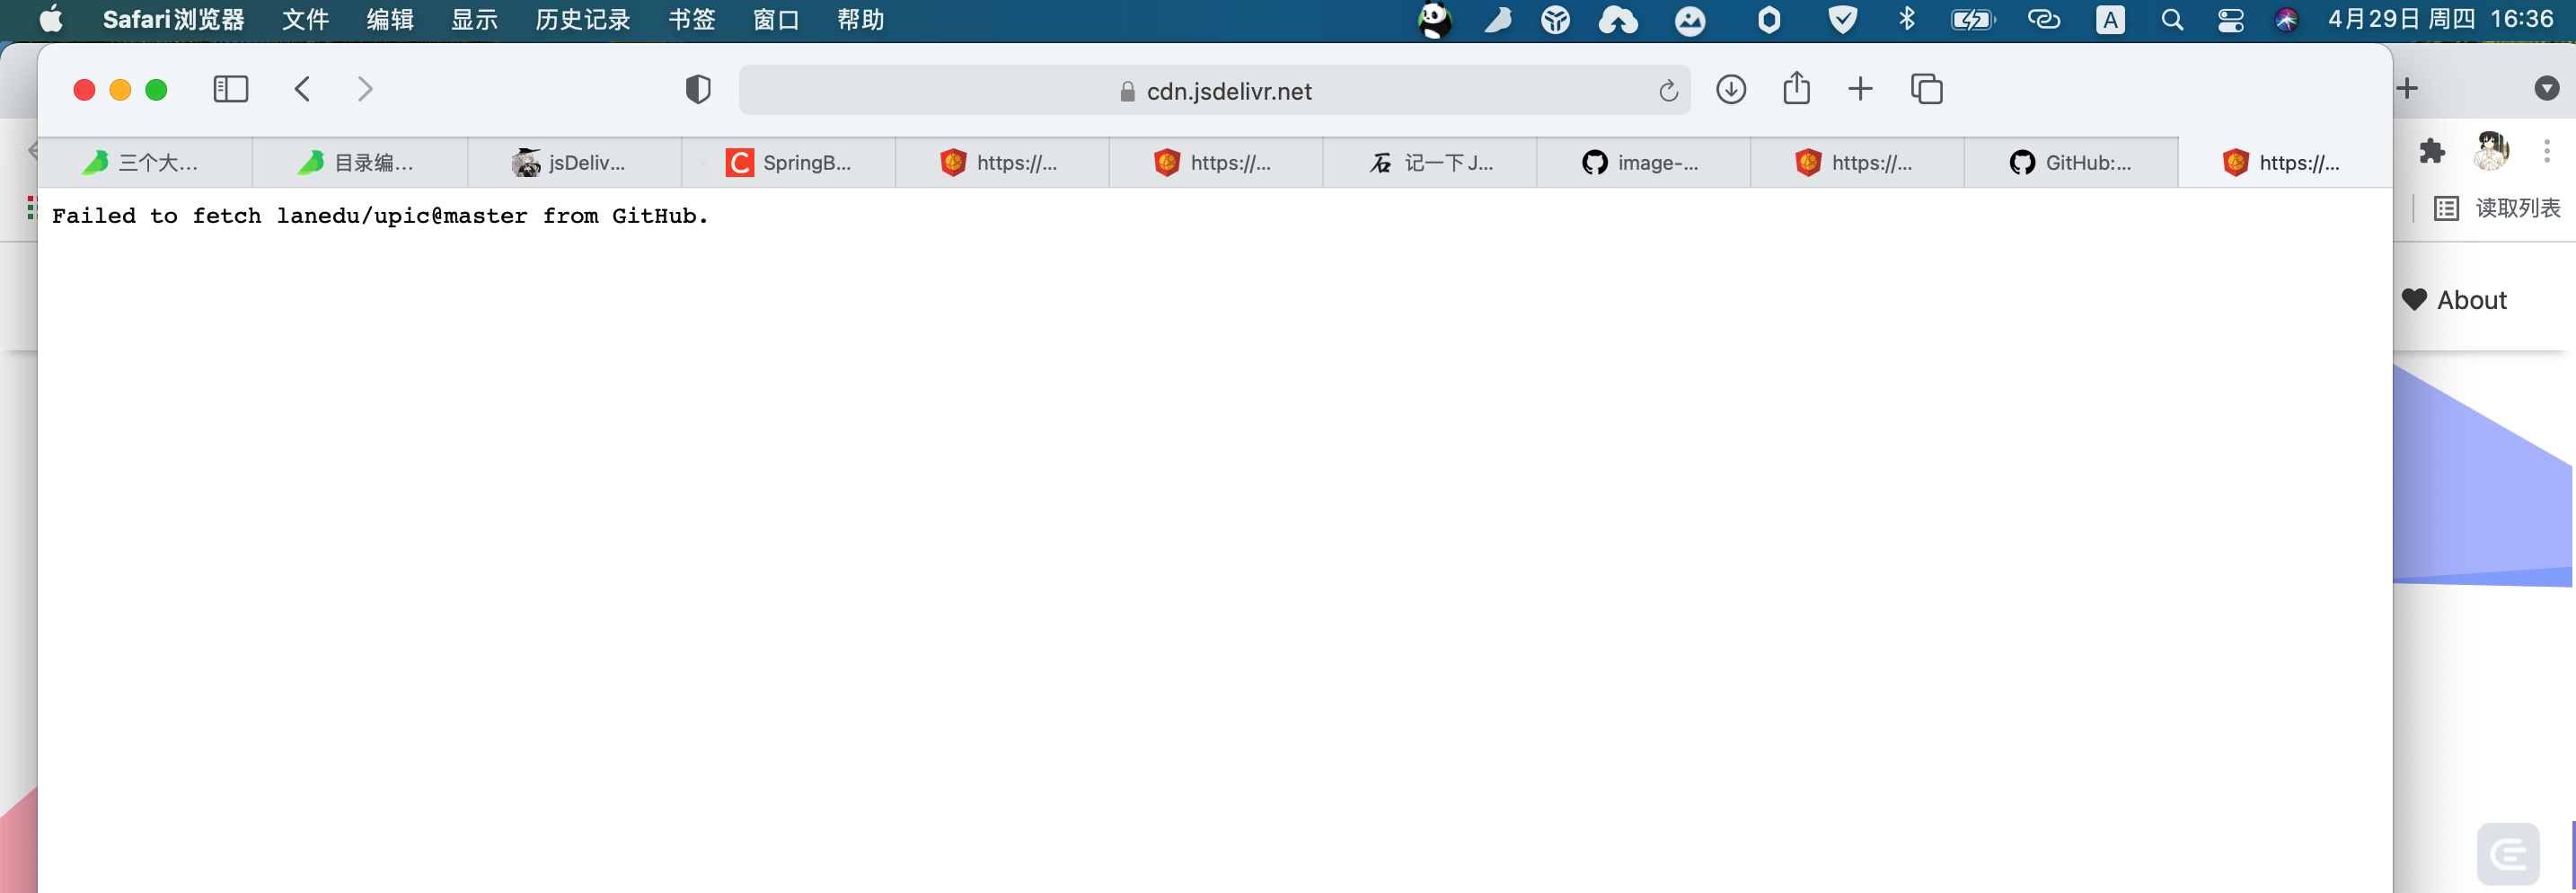 Safari浏览器 文件 编辑 显示 历史记录 书签 窗口 帮助 A 4月29日 周四 16:36
cdn.jsdelivr.net
三个大... 目录编... jsDeliv... C SpringB... https://... https://... 石 记一下 J... image-... https://... GitHub:... https://...
Failed to fetch lanedu/upic@master from GitHub.
读取列表
About